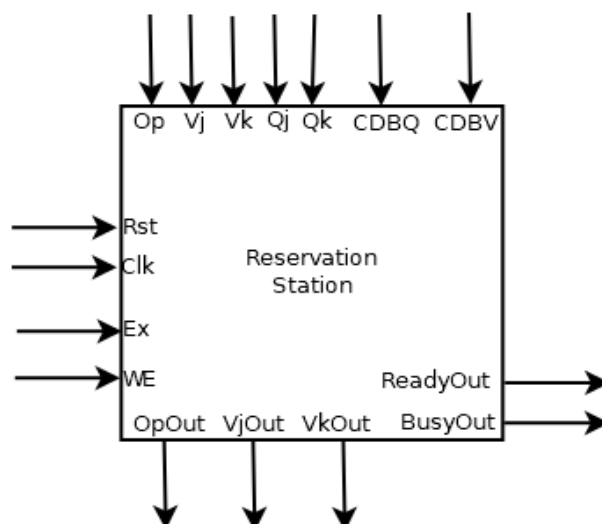 Op Vj Vk Qj Qk CDBQ CDBV
Rst
Reservation
Clk
Station
Ex
WE
ReadyOut
OpOut VjOut VkOut BusyOut